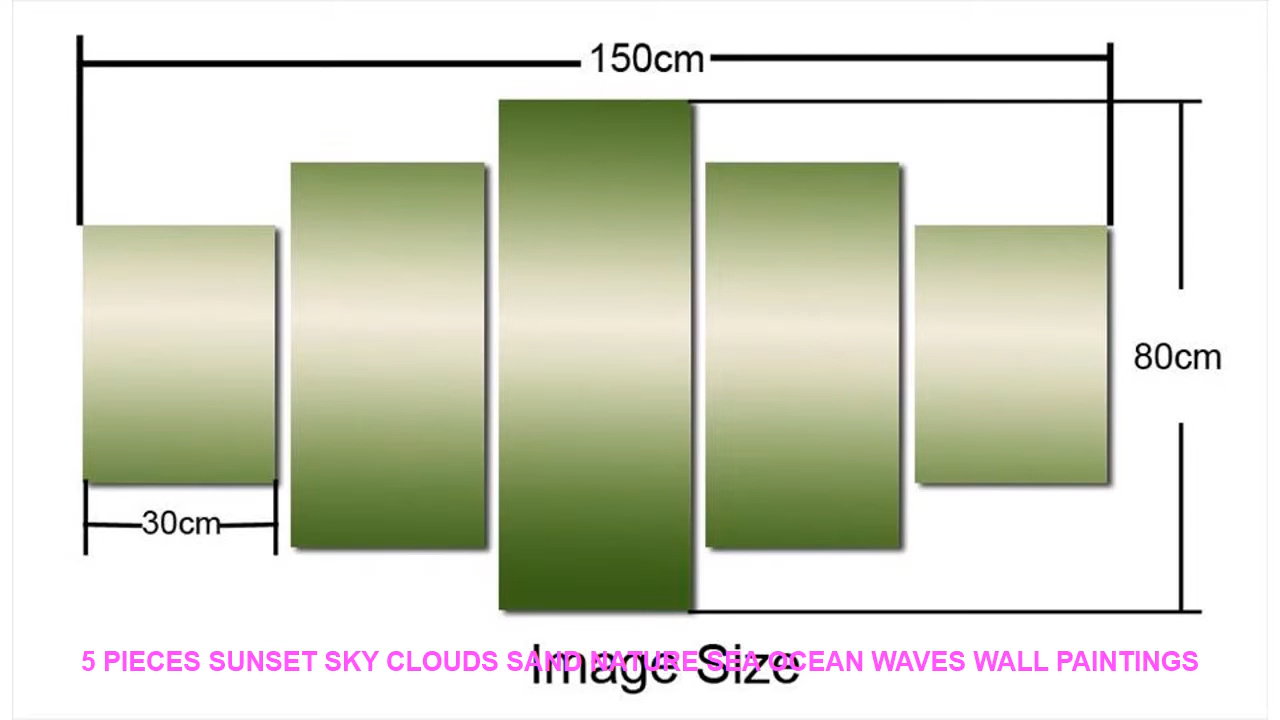 150cm
80cm
30cm
Image Size
5 PIECES SUNSET SKY CLOUDS SAND NATURE SEA OCEAN WAVES WALL PAINTINGS